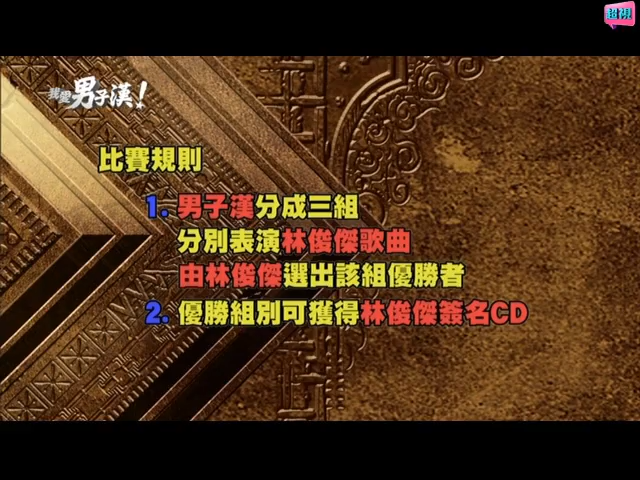 超視
我愛男子漢!
比賽規則
1. 男子漢分成三組
分別表演林俊傑歌曲
由林俊傑選出該組優勝者
2. 優勝組別可獲得林俊傑簽名CD